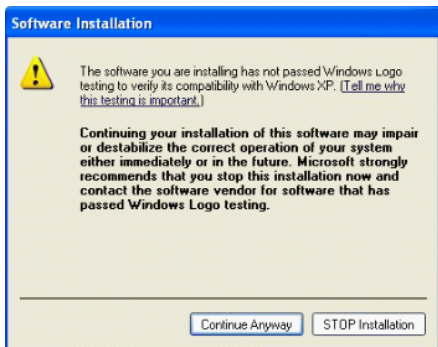 Software Installation
The software you are installing has not passed Windows Logo
testing to verify its compatibility with Windows XP. (Tell me why
this testing is important.)
Continuing your installation of this software may impair
or destabilize the correct operation of your system
either immediately or in the future. Microsoft strongly
recommends that you stop this installation now and
contact the software vendor for software that has
passed Windows Logo testing.
Continue Anyway STOP Installation